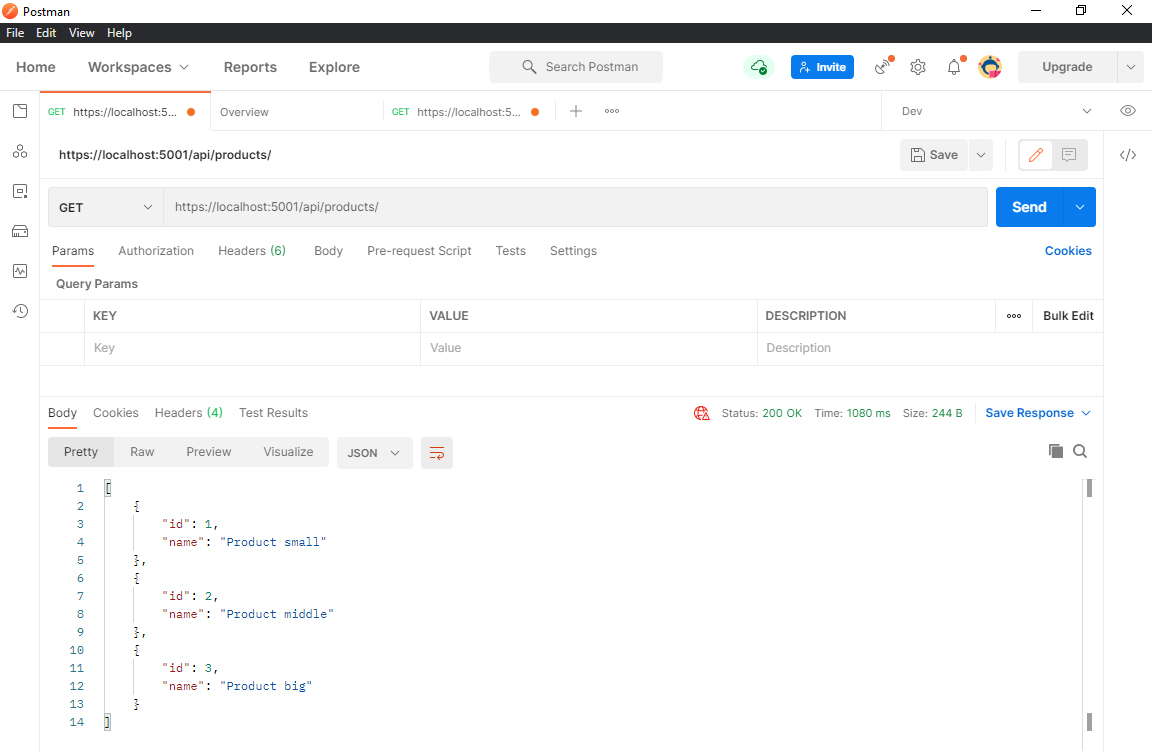 Postman
File Edit View Help
Home Workspaces Reports Explore Search Postman Invite Upgrade
GET https://localhost:5... Overview GET https://localhost:5... Dev
https://localhost:5001/api/products/ Save
GET https://localhost:5001/api/products/ Send
Params Authorization Headers (6) Body Pre-request Script Tests Settings Cookies
Query Params
KEY VALUE DESCRIPTION Bulk Edit
Key Value Description
Body Cookies Headers (4) Test Results Status: 200 OK Time: 1080 ms Size: 244 B Save Response
Pretty Raw Preview Visualize JSON
1 [
2 {
3 "id": 1,
4 "name": "Product small"
5 },
6 {
7 "id": 2,
8 "name": "Product middle"
9 },
10 {
11 "id": 3,
12 "name": "Product big"
13 }
14 ]